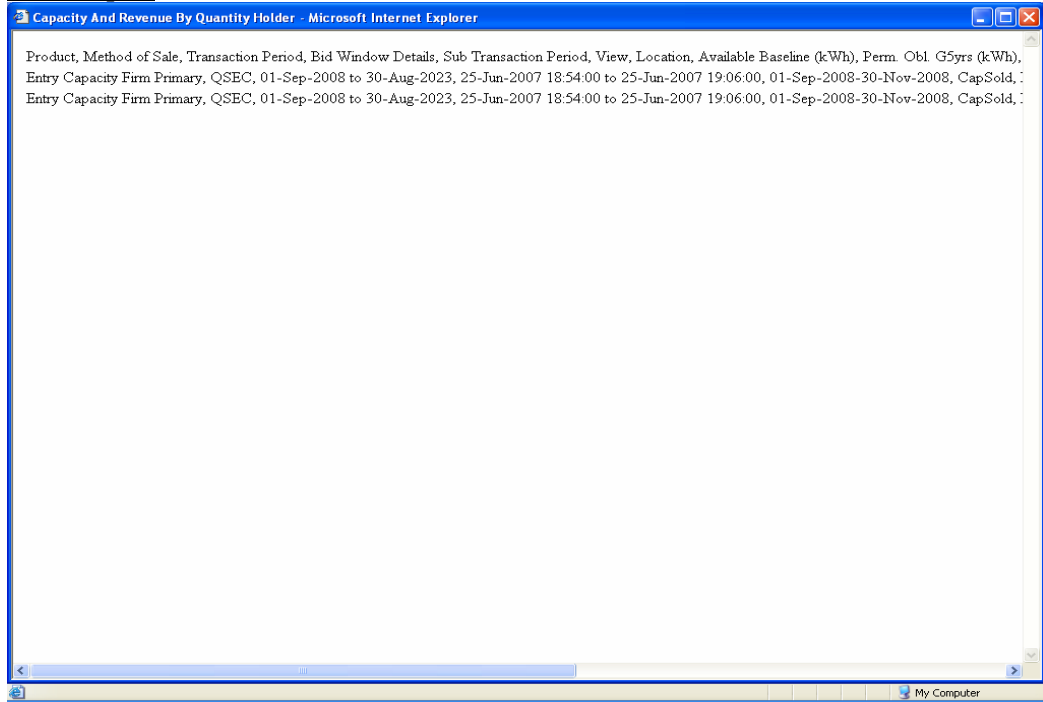 Capacity And Revenue By Quantity Holder - Microsoft Internet Explorer
Product, Method of Sale, Transaction Period, Bid Window Details, Sub Transaction Period, View, Location, Available Baseline (kWh), Perm. Obl. G5yrs (kWh),
Entry Capacity Firm Primary, QSEC, 01-Sep-2008 to 30-Aug-2023, 25-Jun-2007 18:54:00 to 25-Jun-2007 19:06:00, 01-Sep-2008-30-Nov-2008, CapSold,
Entry Capacity Firm Primary, QSEC, 01-Sep-2008 to 30-Aug-2023, 25-Jun-2007 18:54:00 to 25-Jun-2007 19:06:00, 01-Sep-2008-30-Nov-2008, CapSold,
My Computer